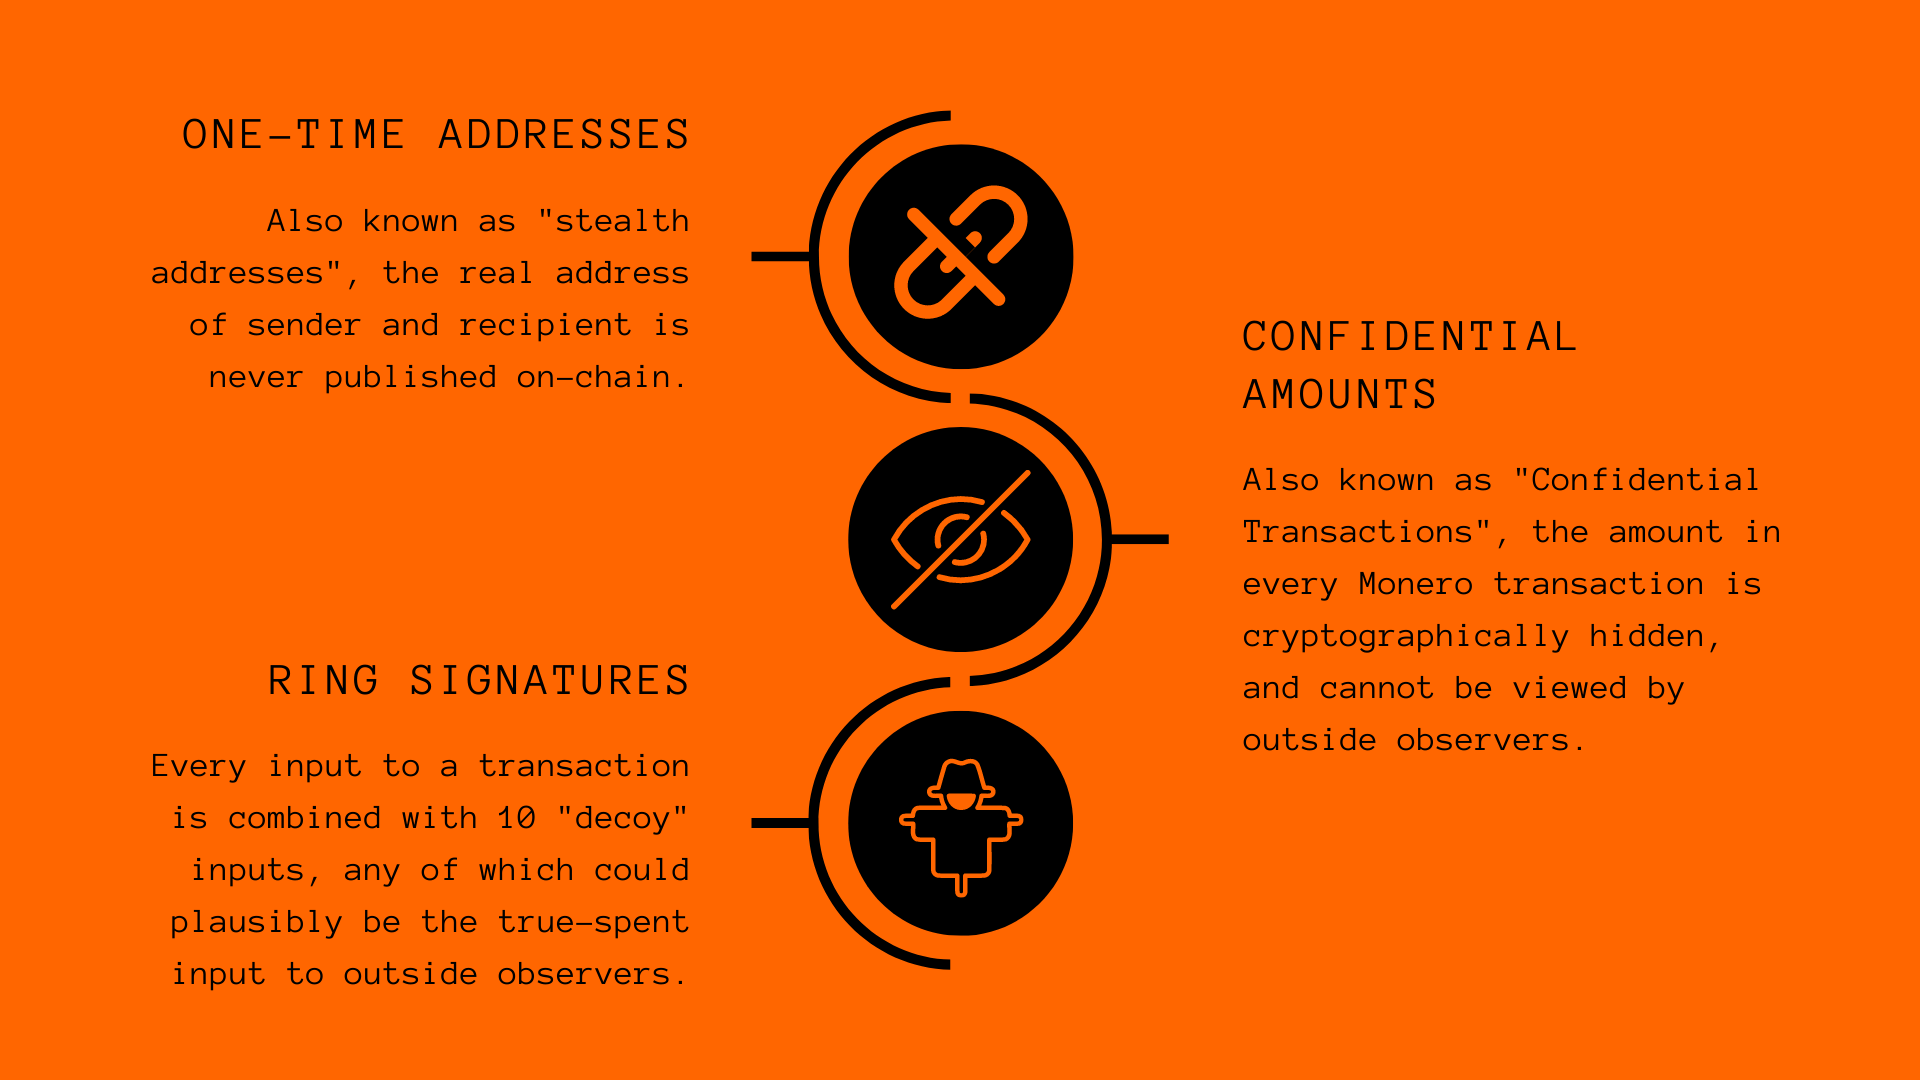 ONE-TIME ADDRESSES
Also known as "stealth
addresses", the real address
of sender and recipient is
never published on-chain.
CONFIDENTIAL
AMOUNTS
Also known as "Confidential
Transactions", the amount in
every Monero transaction is
cryptographically hidden,
and cannot be viewed by
outside observers.
RING SIGNATURES
Every input to a transaction
is combined with 10 "decoy"
inputs, any of which could
plausibly be the true-spent
input to outside observers.